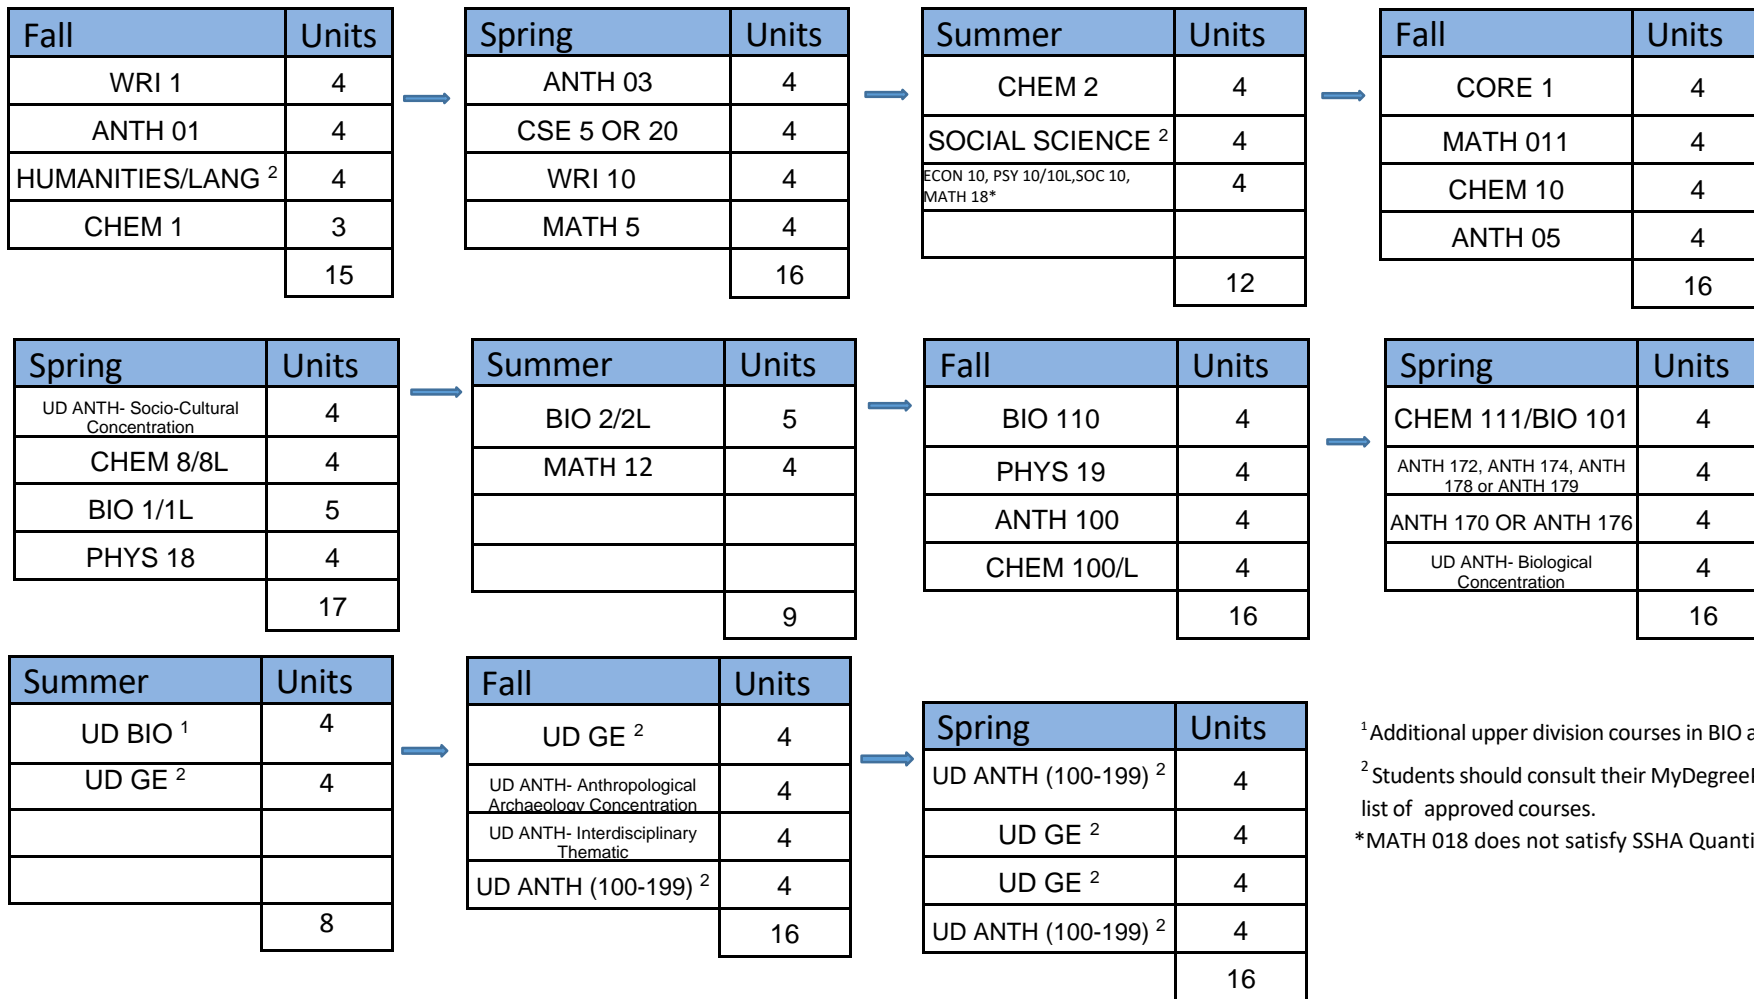 Fall Units
WRI 1 4
ANTH 01 4
HUMANITIES/LANG 2 4
CHEM 1 3
15
Spring Units
ANTH 03 4
CSE 5 OR 20 4
WRI 10 4
MATH 5 4
16
Summer Units
CHEM 2 4
SOCIAL SCIENCE 2 4
ECON 10, PSY 10/10L,SOC 10,
MATH 18* 4
12
Fall Units
CORE 1 4
MATH 011 4
CHEM 10 4
ANTH 05 4
16
Spring Units
UD ANTH- Socio-Cultural
Concentration 4
CHEM 8/8L 4
BIO 1/1L 5
PHYS 18 4
17
Summer Units
BIO 2/2L 5
MATH 12 4
9
Fall Units
BIO 110 4
PHYS 19 4
ANTH 100 4
CHEM 100/L 4
16
Spring Units
CHEM 111/BIO 101 4
ANTH 172, ANTH 174, ANTH
178 or ANTH 179 4
ANTH 170 OR ANTH 176 4
UD ANTH- Biological
Concentration 4
16
Summer Units
UD BIO 1 4
UD GE 2 4
8
Fall Units
UD GE 2 4
UD ANTH- Anthropological
Archaeology Concentration 4
UD ANTH- Interdisciplinary
Thematic 4
UD ANTH (100-199) 2 4
16
Spring Units
UD ANTH (100-199) 2 4
UD GE 2 4
UD GE 2 4
UD ANTH (100-199) 2 4
16
1 Additional upper division courses in BIO a
2 Students should consult their MyDegree
list of approved courses.
*MATH 018 does not satisfy SSHA Quanti